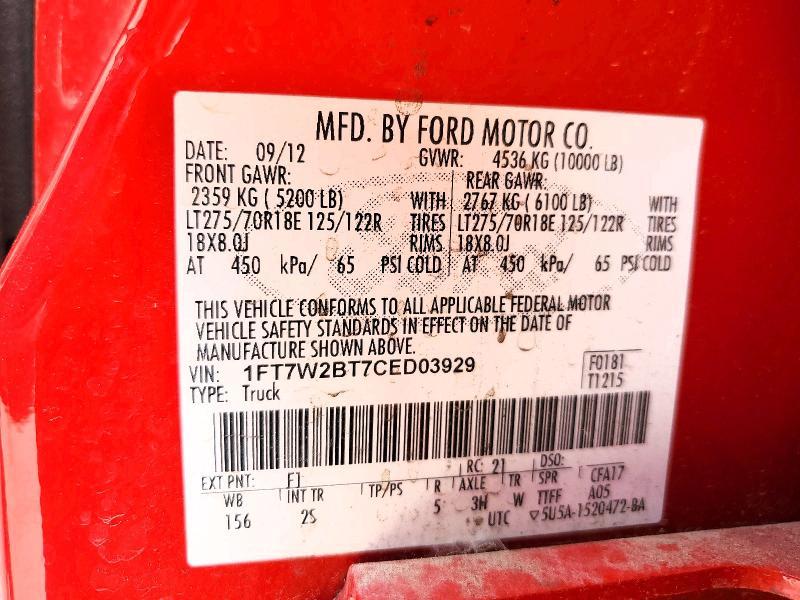 MFD. BY FORD MOTOR CO.
DATE: 09/12 GVWR: 4536 KG (10000 LB)
FRONT GAWR: REAR GAWR:
2359 KG ( 5200 LB) WITH 2767 KG ( 6100 LB) WITH
LT275/70R18E 125/122R TIRES LT275/70R18E 125/122R TIRES
18X8.0J RIMS 18X8.0J RIMS
AT 450 kPa/ 65 PSI COLD AT 450 kPa/ 65 PSI COLD
THIS VEHICLE CONFORMS TO ALL APPLICABLE FEDERAL MOTOR
VEHICLE SAFETY STANDARDS IN EFFECT ON THE DATE OF
MANUFACTURE SHOWN ABOVE.
VIN: 1FT7W2BT7CED03929 F0181
TYPE: Truck T1215
EXT PNT: F1 RC: 21 DSO:
WB INT TR TP/PS R AXLE TR SPR CFA17
156 2S 5 3H W TTFF A05
UTC ▽5U5A-1520472-BA